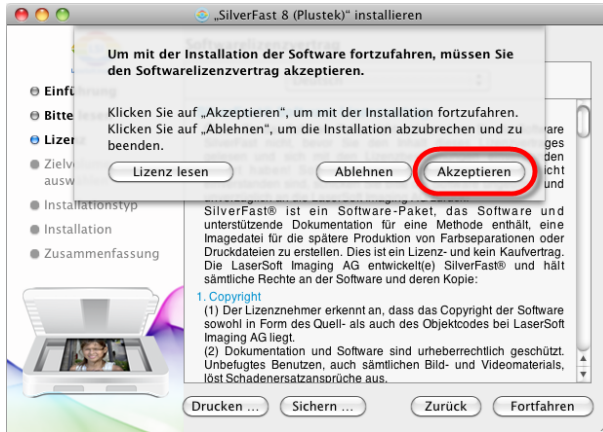 „SilverFast 8 (Plustek)“ installieren
Um mit der Installation der Software fortzufahren, müssen Sie
den Softwarelizenzvertrag akzeptieren.
Klicken Sie auf „Akzeptieren“, um mit der Installation fortzufahren.
Klicken Sie auf „Ablehnen“, um die Installation abzubrechen und zu
beenden.
Lizenz lesen
Ablehnen
Akzeptieren
Bitte
Installationstyp
Installation
Zusammenfassung
SilverFast® ist ein Software-Paket, das Software und
unterstützende Dokumentation für eine Methode enthält, eine
Imagedatei für die spätere Produktion von Farbseparationen oder
Druckdateien zu erstellen. Dies ist ein Lizenz- und kein Kaufvertrag.
Die LaserSoft Imaging AG entwickelt(e) SilverFast® und hält
sämtliche Rechte an der Software und deren Kopie:
1. Copyright
(1) Der Lizenznehmer erkennt an, dass das Copyright der Software
sowohl in Form des Quell- als auch des Objektcodes bei LaserSoft
Imaging AG liegt.
(2) Dokumentation und Software sind urheberrechtlich geschützt.
Unbefugtes Benutzen, auch sämtlichen Bild- und Videomaterials,
löst Schadenersatzansprüche aus.
Drucken ...
Sichern ...
Zurück
Fortfahren